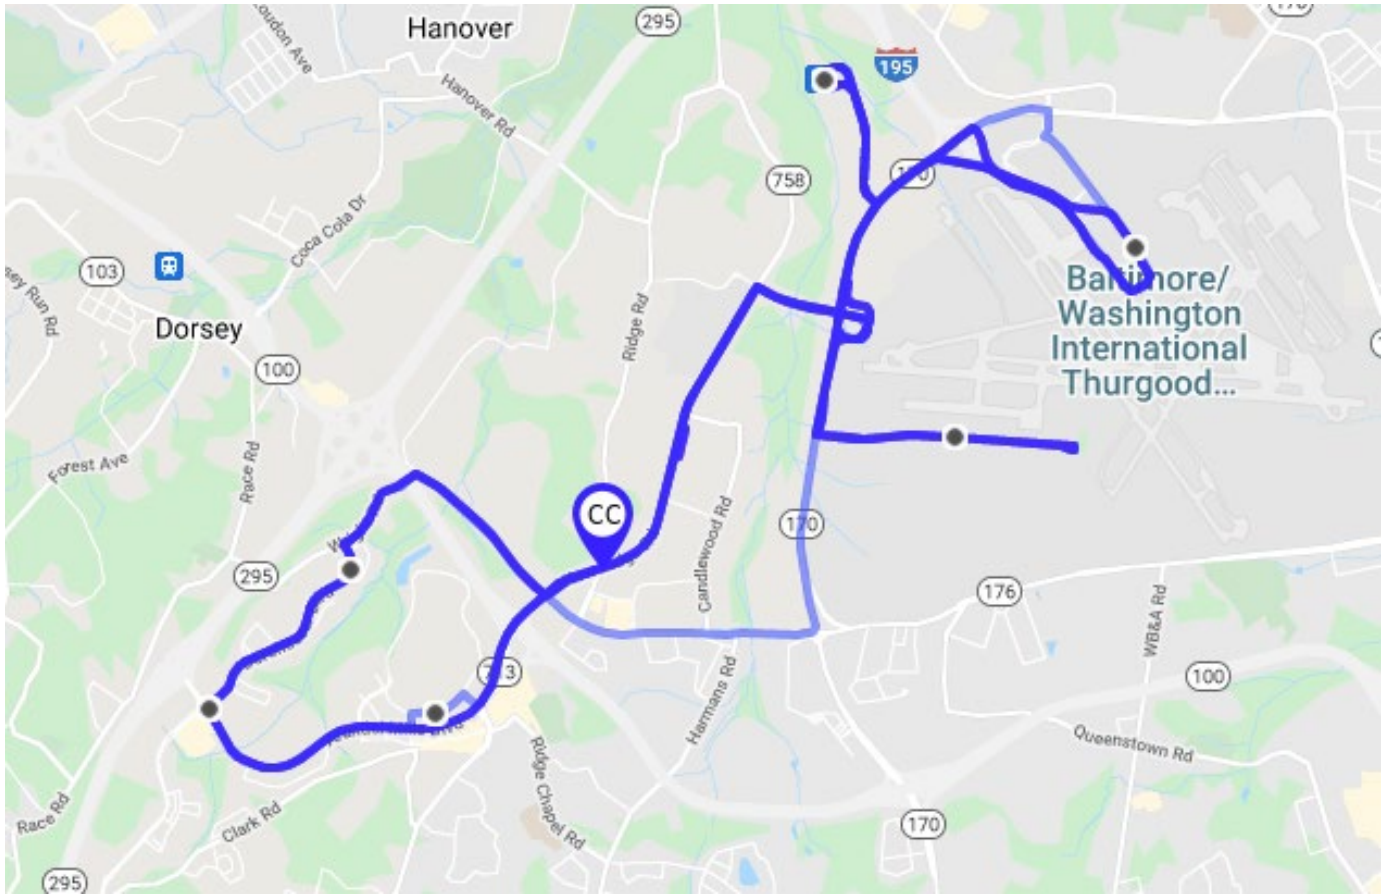 Hanover
295
195
Loudon Ave
Hanover Rd
758
170
Coca Cola Dr
103
Dorsey
Ridge Rd
Baltimore/
Washington
International
Thurgood...
100
Race Rd
Forest Ave
CC
Candlewood Rd
170
295
176
WB&A Rd
713
100
Harmans Rd
Queenstown Rd
Ridge Chapel Rd
Race Rd
Clark Rd
170
295